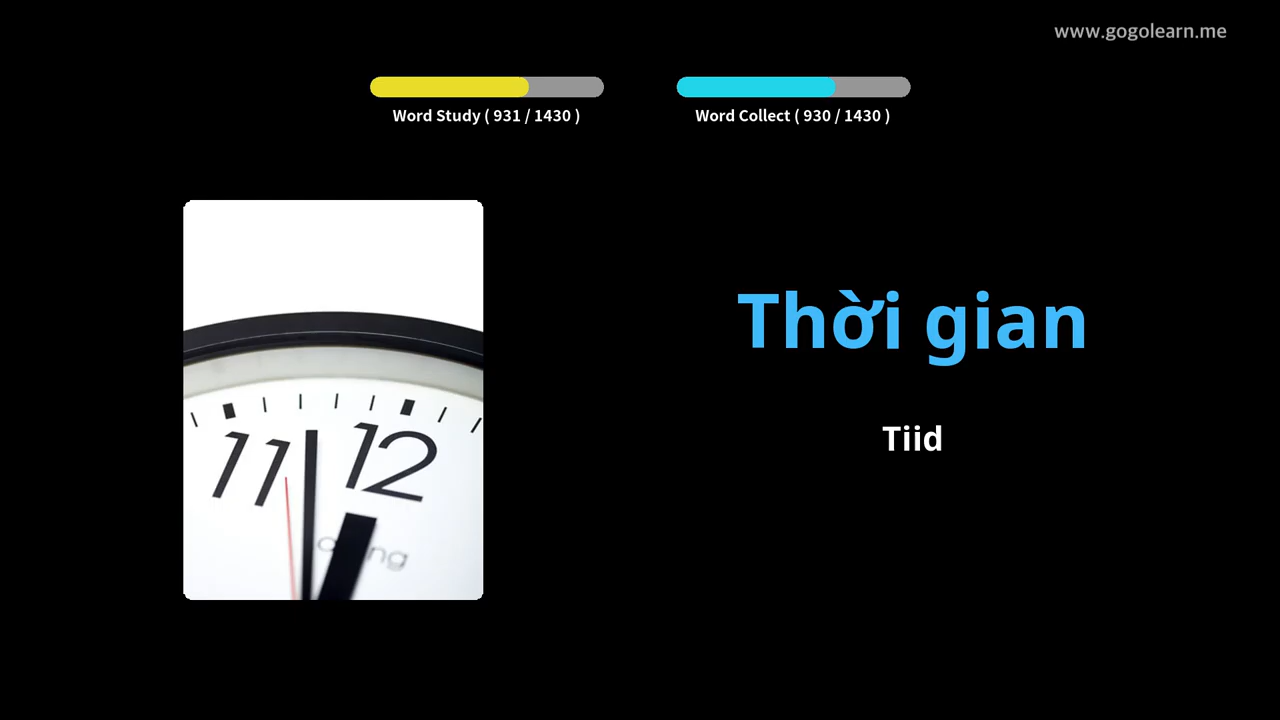 www.gogolearn.me
Word Study ( 931 / 1430 )
Word Collect ( 930 / 1430 )
11 12
Thời gian
Tiid